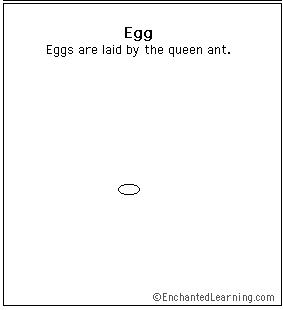 Egg
Eggs are laid by the queen ant.
©EnchantedLearning.com